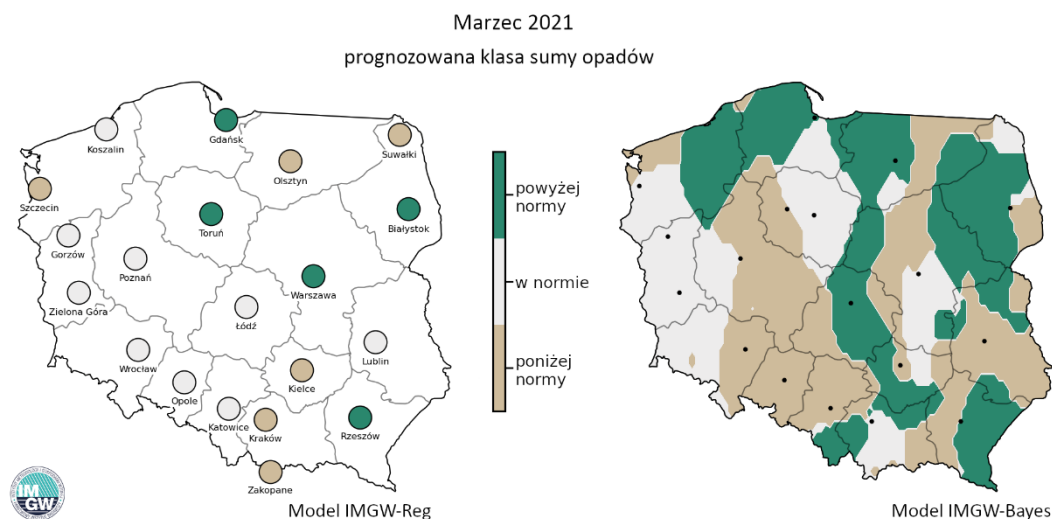 Marzec 2021
prognozowana klasa sumy opadów
Koszalin
Gdańsk
Suwałki
Olsztyn
Szczecin
Białystok
Toruń
Gorzów
Poznań
Warszawa
Zielona Góra
Łódź
Lublin
Wrocław
Kielce
Opole
Katowice
Kraków
Rzeszów
Zakopane
powyżej
normy
w normie
poniżej
normy
IM
GW
Model IMGW-Reg
Model IMGW-Bayes